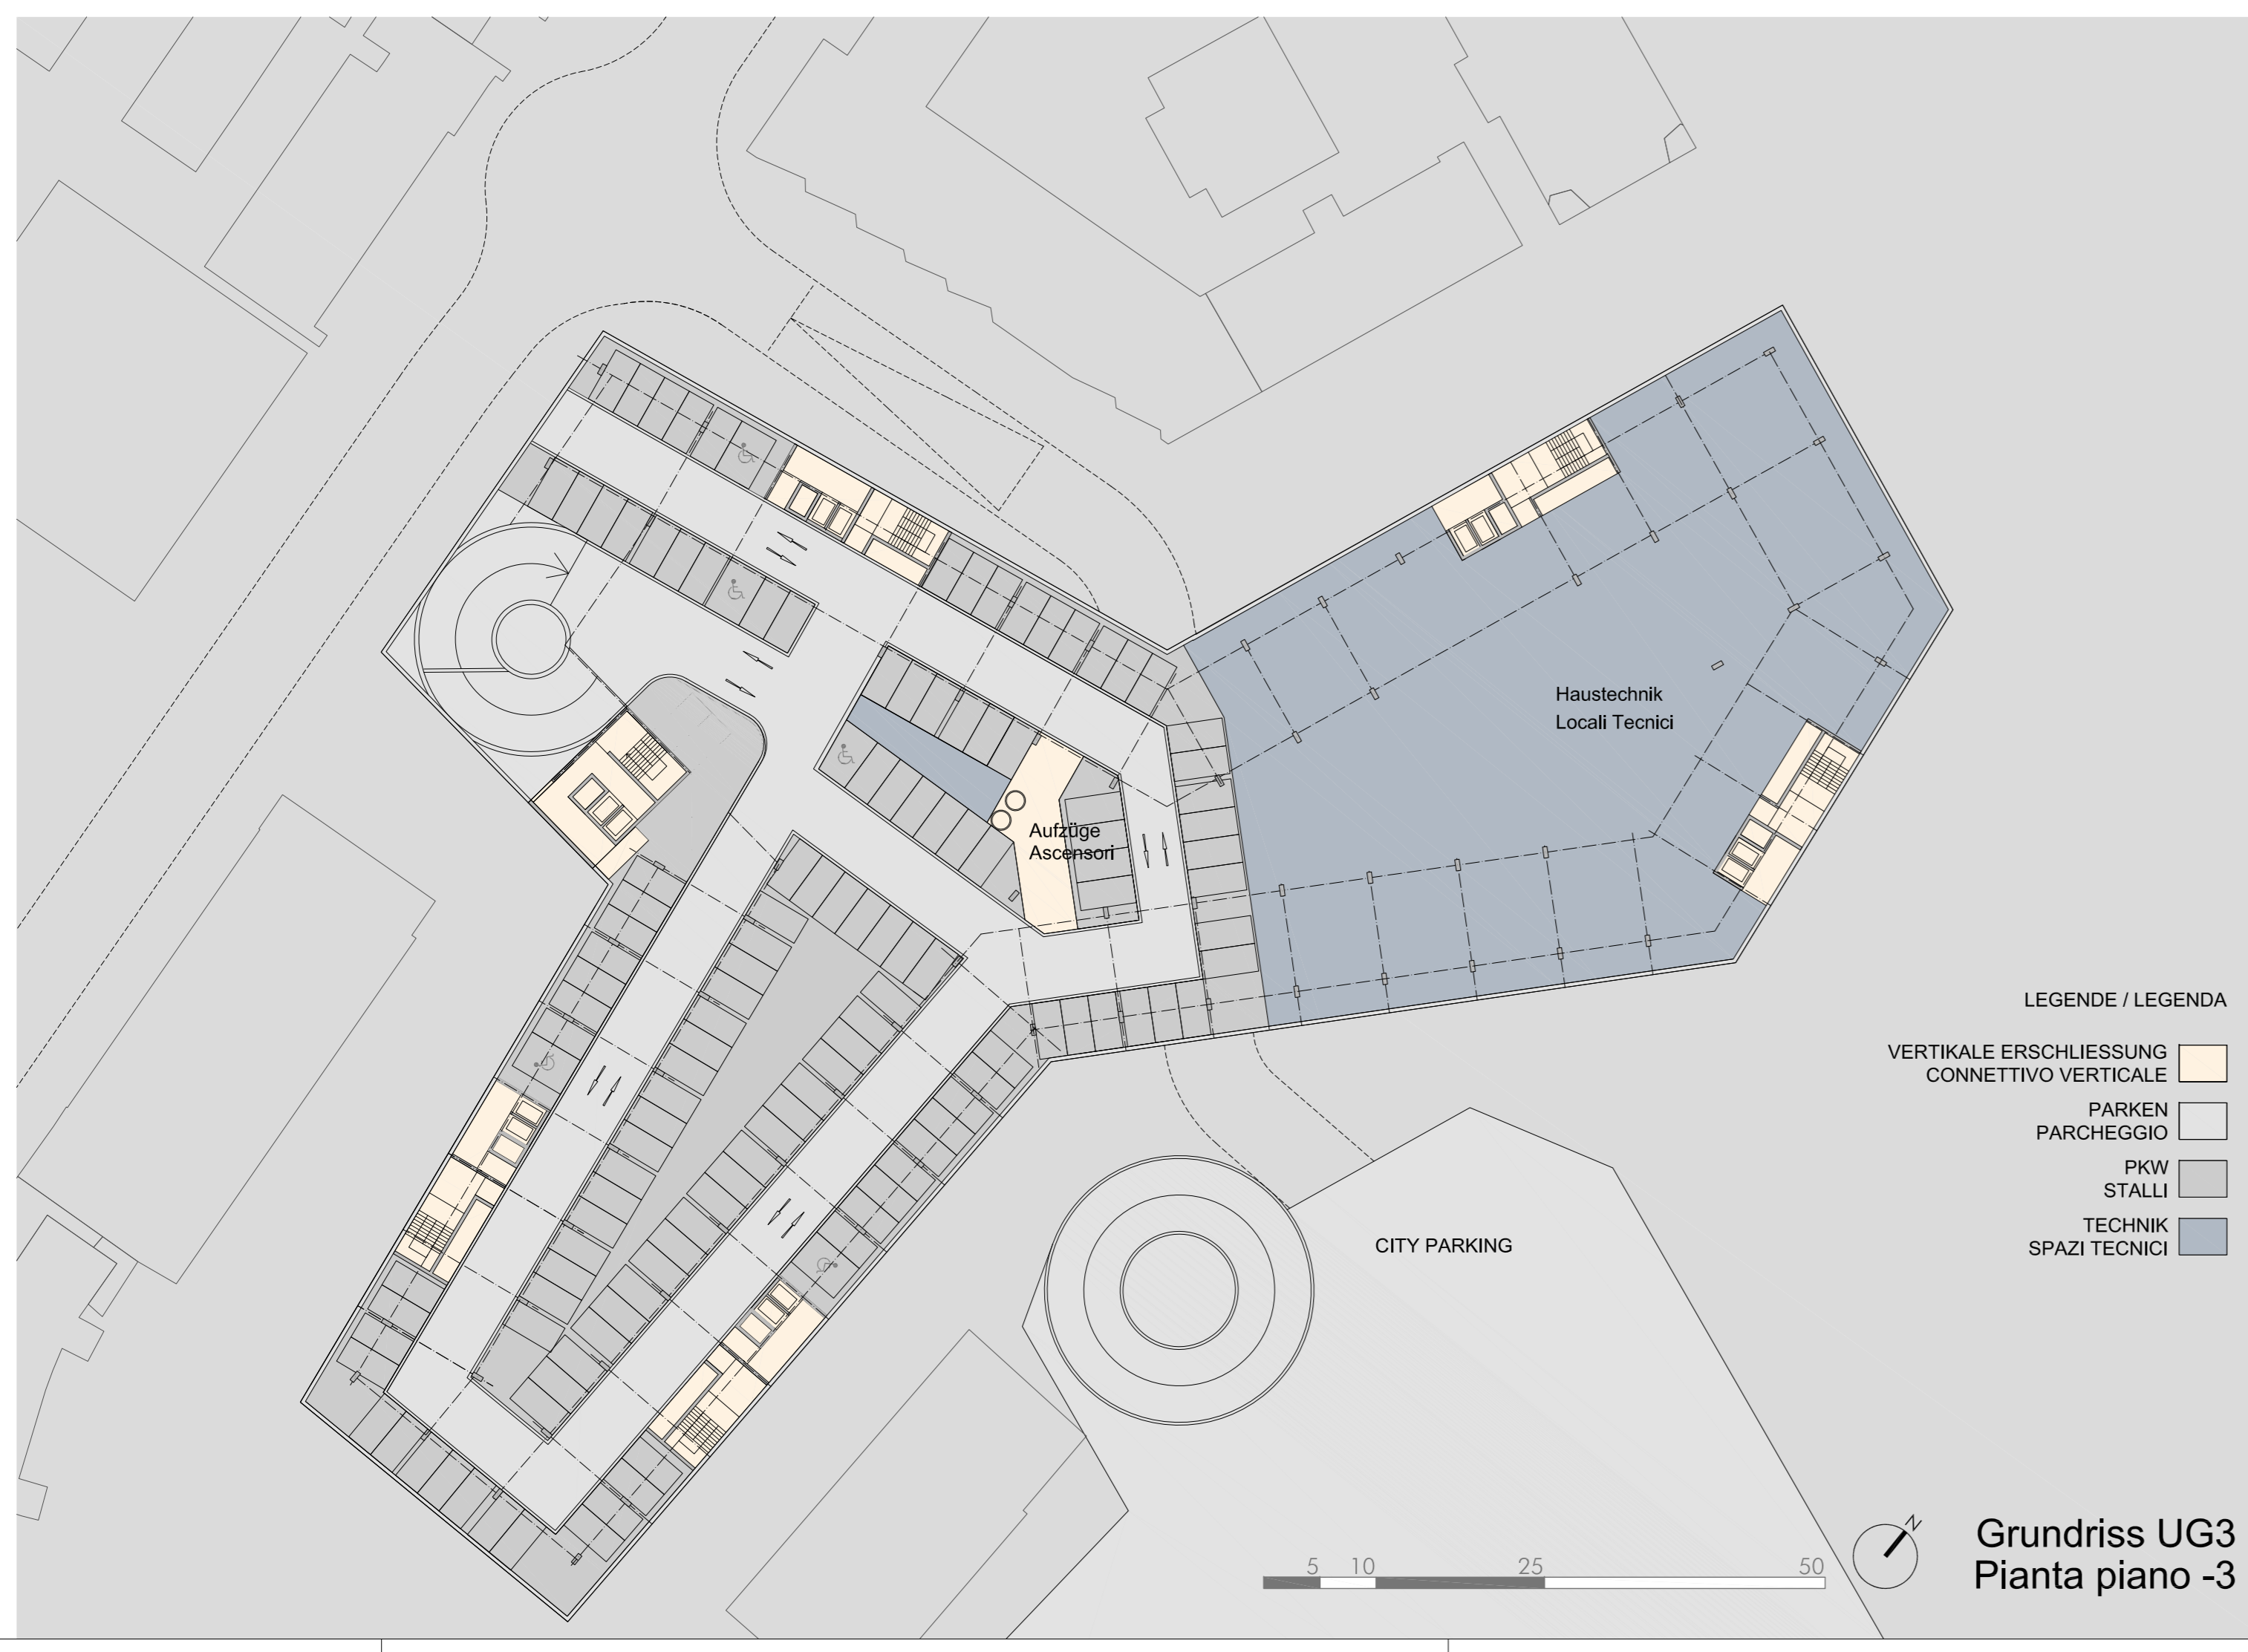 Haustechnik
Locali Tecnici
Aufzüge
Ascensori
LEGENDE / LEGENDA
VERTIKALE ERSCHLIESSUNG
CONNETTIVO VERTICALE
PARKEN
PARCHEGGIO
PKW
STALLI
TECHNIK
SPAZI TECNICI
CITY PARKING
5 10 25 50
N
Grundriss UG3
Pianta piano -3